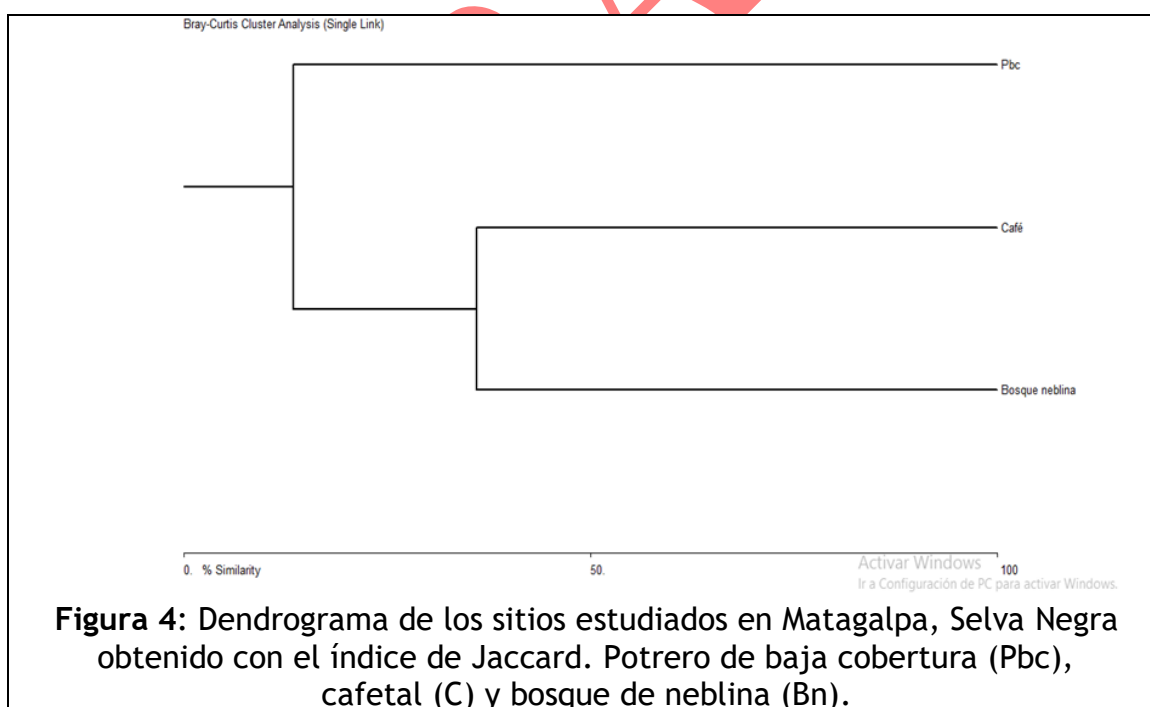 Bray-Curtis Cluster Analysis (Single Link)
Pbc
Café
Bosque neblina
0. % Similarity 50. 100
Activar Windows
Ir a Configuración de PC para activar Windows.
Figura 4: Dendrograma de los sitios estudiados en Matagalpa, Selva Negra
obtenido con el índice de Jaccard. Potrero de baja cobertura (Pbc),
cafetal (C) y bosque de neblina (Bn).